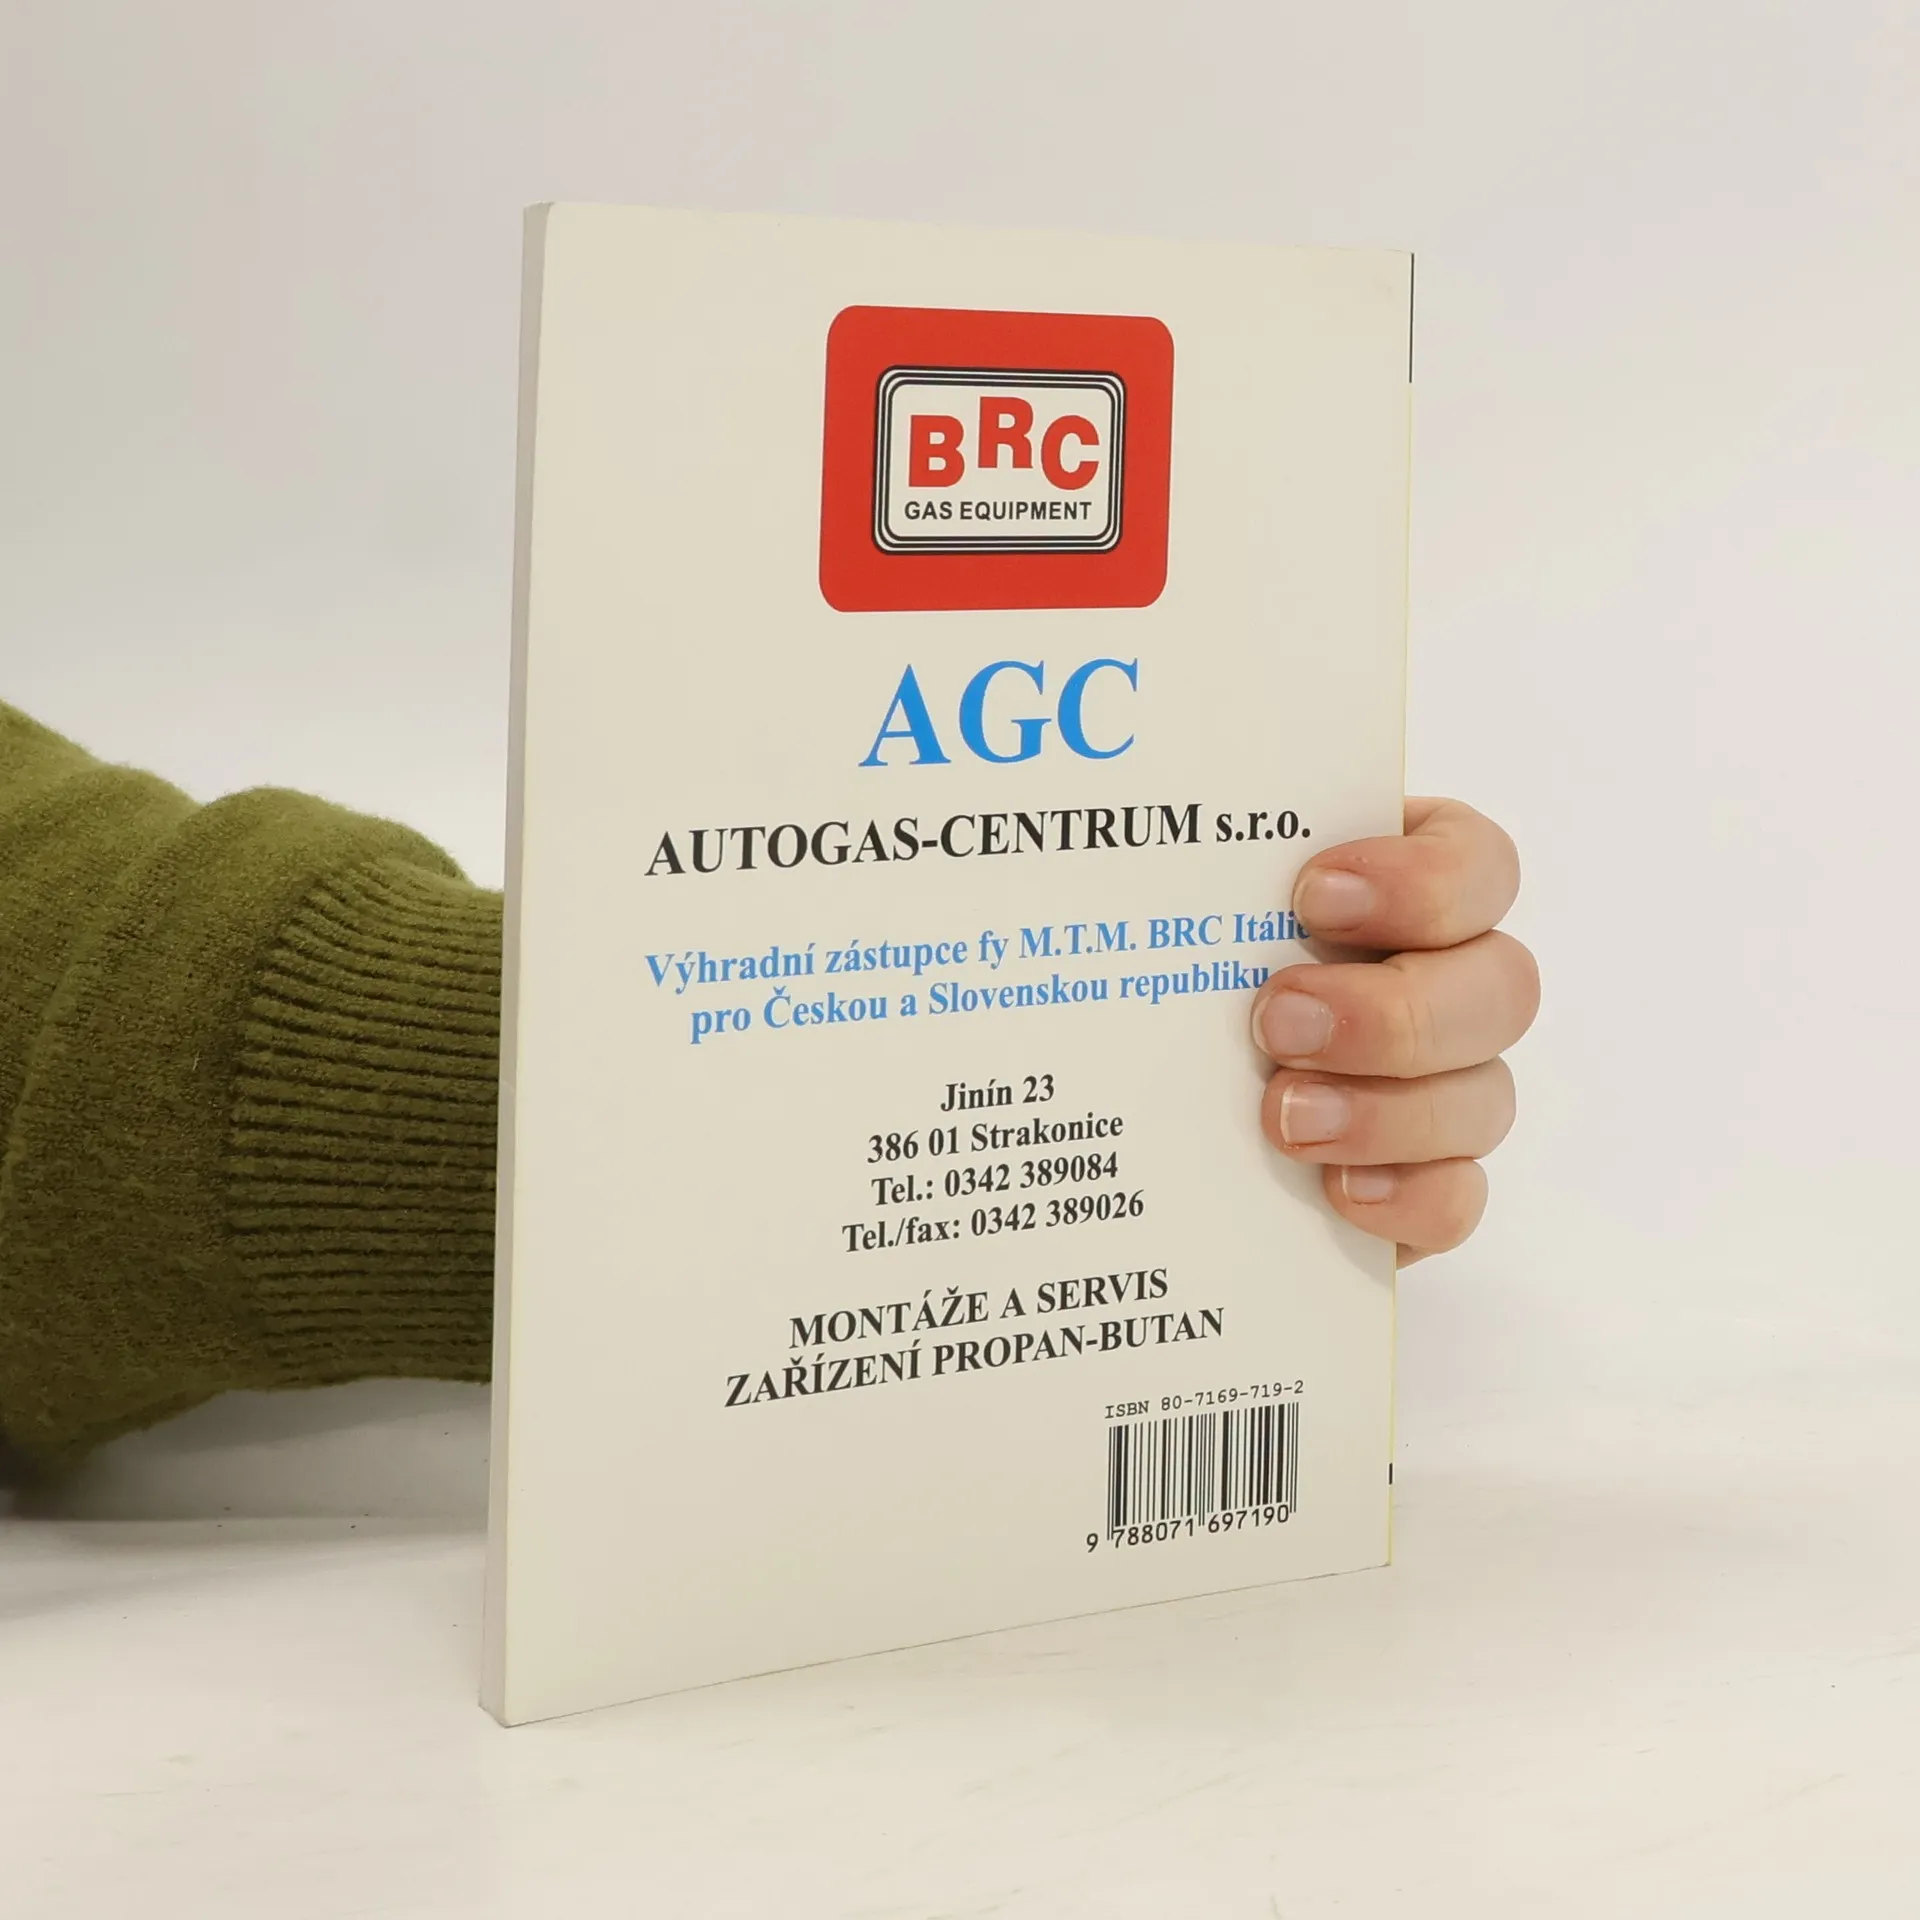 BRC
GAS EQUIPMENT
AGC
AUTOGAS-CENTRUM s.r.o.
Výhradní zástupce fy M.T.M. BRC Itálie
pro Českou a Slovenskou republiku
Jinín 23
386 01 Strakonice
Tel.: 0342 389084
Tel./fax: 0342 389026
MONTÁŽE A SERVIS
ZAŘÍZENÍ PROPAN-BUTAN
ISBN 80-7169-719-2
9 788071 697190